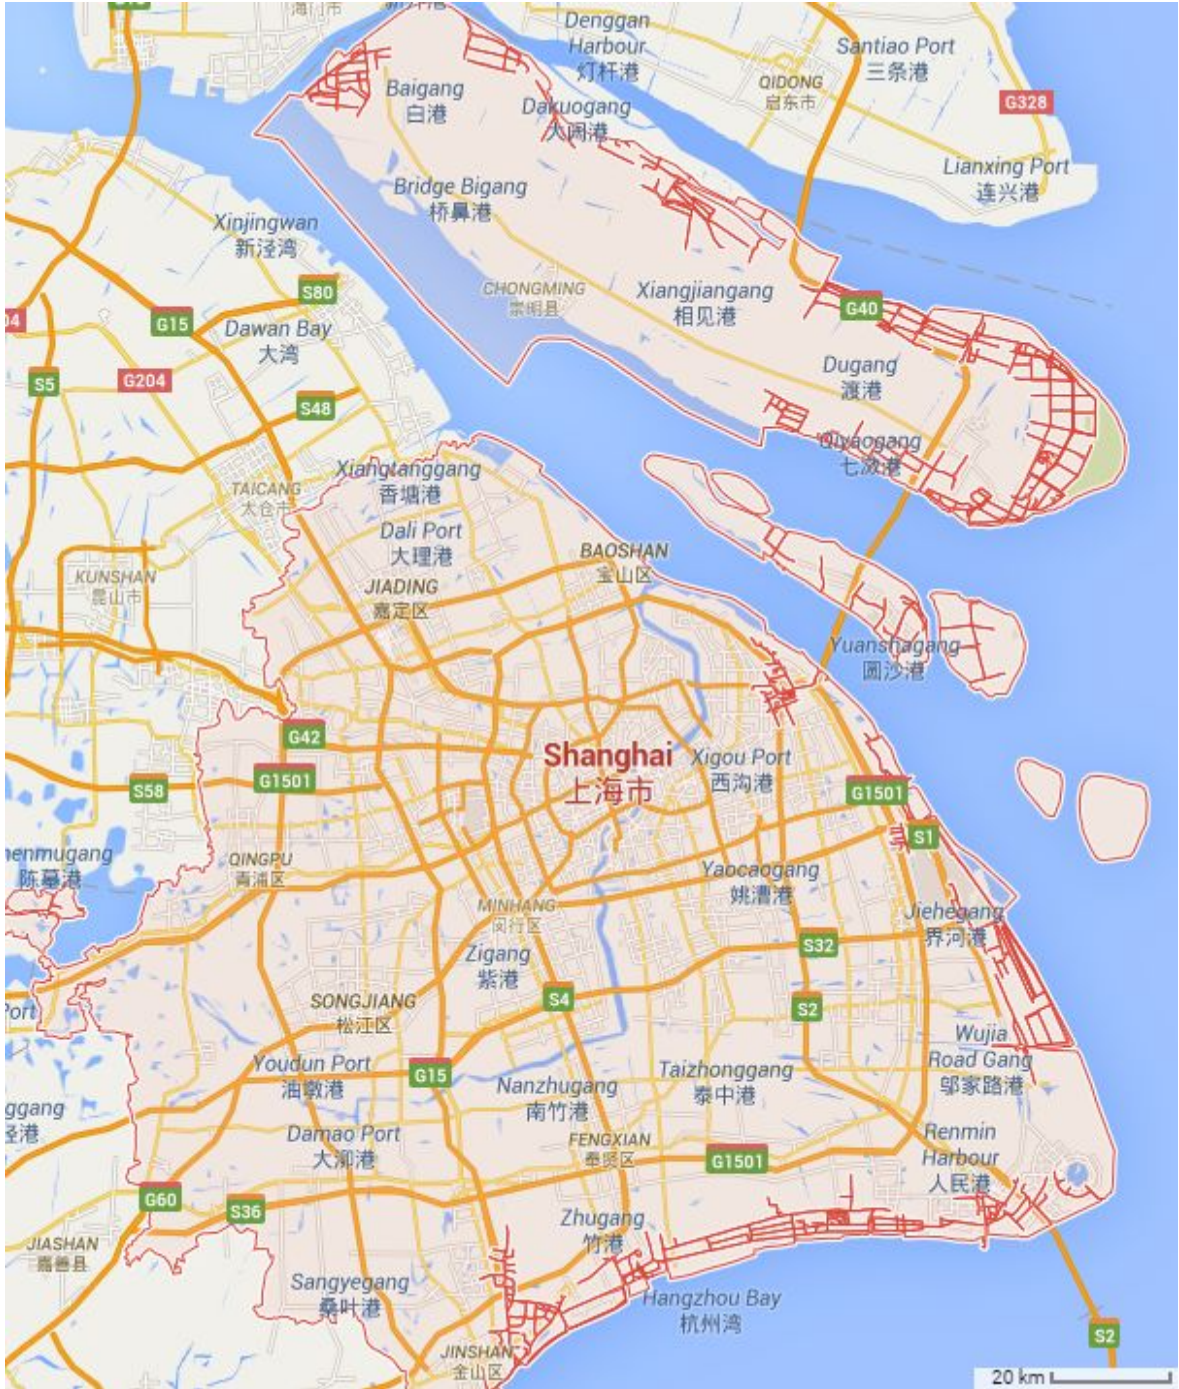 Denggan
Harbour
灯杆港
Santiao Port
三条港
QIDONG
启东市
G328
Baigang
白港
Dakuogang
Lianxing Port
连兴港
Bridge Bigang
桥鼻港
Xinjingwan
新泾湾
CHONGMING
崇明县
Xiangjiangang
相见港
S80
G15
G40
Dawan Bay
大湾
Dugang
渡港
S5
G204
S48
Qiyaogang
Xiangtanggang
香塘港
TAICANG
太仓市
Dali Port
大理港
BAOSHAN
宝山区
KUNSHAN
昆山市
JIADING
嘉定区
Yuanshagang
圆沙港
G42
Shanghai
上海市
Xigou Port
西沟港
G1501
S58
G1501
S1
henmugang
陈墓港
QINGPU
青浦区
Yaocaogang
姚漕港
MINHANG
闵行区
Jiehegang
界河港
Zigang
紫港
S32
SONGJIANG
松江区
S4
S2
Port
Wujia
Road Gang
邬家路港
Youdun Port
油墩港
G15
Nanzhugang
南竹港
Taizhonggang
泰中港
ggang
泾港
Damao Port
大泖港
FENGXIAN
奉贤区
G1501
Renmin
Harbour
人民港
G60
S36
Zhugang
竹港
JIASHAN
嘉善县
Sangyegang
桑叶港
Hangzhou Bay
杭州湾
S2
JINSHAN
金山区
20 km